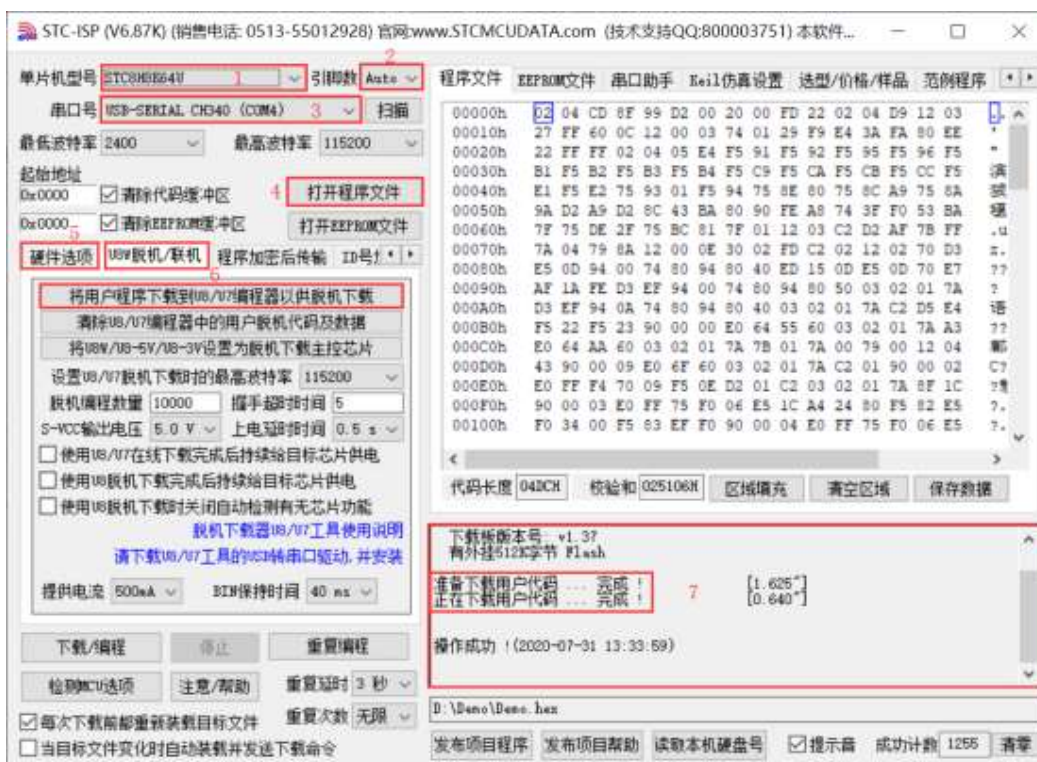 STC-ISP (V6.87K) (销售电话: 0513-55012928) 官网:www.STCMCUDATA.com (技术支持QQ:800003751) 本软件...
单片机型号 STC8H8K64U 1 引脚数 Auto 2
串口号 USB-SERIAL CH340 (COM4) 3 扫描
最低波特率 2400 最高波特率 115200
起始地址
0x0000 清除代码缓冲区 4 打开程序文件
0x0000 清除EEPROM缓冲区 打开EEPROM文件
5
硬件选项 U8W脱机/联机 程序加密后传输
6
将用户程序下载到U8/U7编程器以供脱机下载
清除U8/U7编程器中的用户脱机代码及数据
将U8W/U8-5V/U8-3V设置为脱机下载主控芯片
设置U8/U7脱机下载时的最高波特率 115200
脱机编程数量 10000 握手超时时间 5
S-VCC输出电压 5.0 V 上电延时时间 0.5 s
使用U8/U7在线下载完成后持续给目标芯片供电
使用U8脱机下载完成后持续给目标芯片供电
使用U8脱机下载时关闭自动检测有无芯片功能
脱机下载器U8/U7工具使用说明
请下载U8/U7工具的USB转串口驱动,并安装
提供电流 500mA BIN保持时间 40 ms
下载/编程 停止 重复编程
检测MCU选项 注意/帮助 重复延时 3 秒
每次下载前都重新装载目标文件 重复次数 无限
当目标文件变化时自动装载并发送下载命令
程序文件 EEPROM文件 串口助手 Keil仿真设置 选型/价格/样品 范例程序
00000h 02 04 CD 8F 99 D2 00 20 00 FD 22 02 04 D9 12 03
00010h 27 FF 60 0C 12 00 03 74 01 29 F9 E4 3A FA 80 EE
00020h 22 FF FF 02 04 05 E4 F5 91 F5 92 F5 95 F5 96 F5
00030h B1 F5 B2 F5 B3 F5 B4 F5 C9 F5 CA F5 CB F5 CC F5
00040h E1 F5 E2 75 93 01 F5 94 75 8E 80 75 8C A9 75 8A
00050h 9A D2 A9 D2 8C 43 BA 80 90 FE A8 74 3F F0 53 BA
00060h 7F 75 DE 2F 75 BC 81 7F 01 12 03 C2 D2 AF 7B FF
00070h 7A 04 79 8A 12 00 0E 30 02 FD C2 02 12 02 70 D3
00080h E5 0D 94 00 74 80 94 80 40 ED 15 0D E5 0D 70 E7
00090h AF 1A FE D3 EF 94 00 74 80 94 80 50 03 02 01 7A
000A0h D3 EF 94 0A 74 80 94 80 40 03 02 01 7A C2 D5 E4
000B0h F5 22 F5 23 90 00 00 E0 64 55 60 03 02 01 7A A3
000C0h E0 64 AA 60 03 02 01 7A 7B 01 7A 00 79 00 12 04
000D0h 43 90 00 09 E0 6F 60 03 02 01 7A C2 01 90 00 02
000E0h E0 FF F4 70 09 F5 0E D2 01 C2 03 02 01 7A 8F 1C
000F0h 90 00 03 E0 FF 75 F0 06 E5 1C A4 24 80 F5 82 E5
00100h F0 34 00 F5 83 EF F0 90 00 04 E0 FF 75 F0 06 E5
代码长度 04DCH 校验和 025106H 区域填充 清空区域 保存数据
下载板版本号: v1.37
有外挂512K字节 Flash
准备下载用户代码 ... 完成 ! [1.625"]
正在下载用户代码 ... 完成 ! 7 [0.640"]
操作成功 !(2020-07-31 13:33:59)
D:\Demo\Demo.hex
发布项目程序 发布项目帮助 读取本机硬盘号 提示音 成功计数 1255 清零